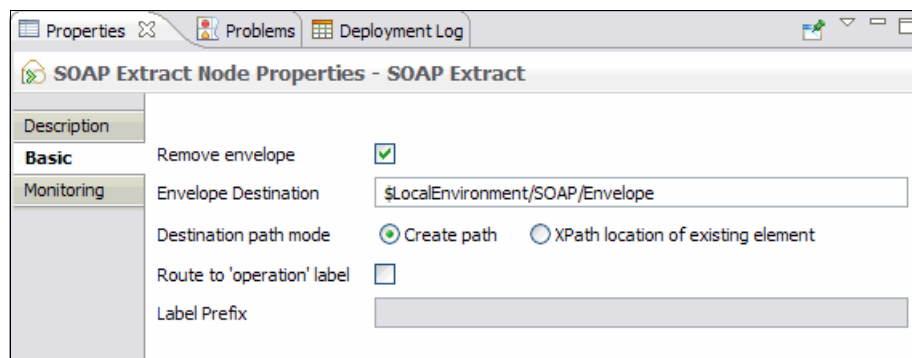 Properties Problems Deployment Log
SOAP Extract Node Properties - SOAP Extract
Description
Basic
Monitoring
Remove envelope
Envelope Destination $LocalEnvironment/SOAP/Envelope
Destination path mode Create path XPath location of existing element
Route to 'operation' label
Label Prefix